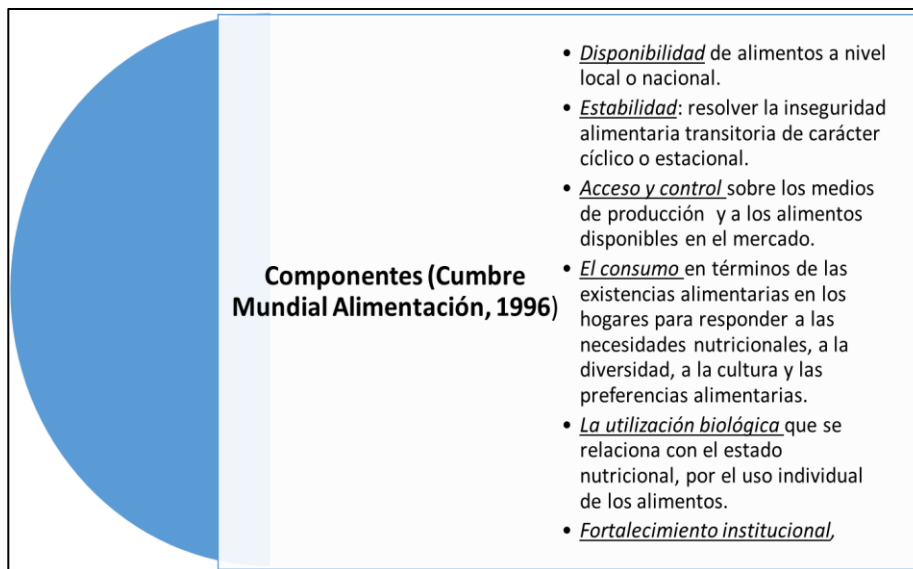 Componentes (Cumbre
Mundial Alimentación, 1996)
• Disponibilidad de alimentos a nivel
local o nacional.
• Estabilidad: resolver la inseguridad
alimentaria transitoria de carácter
cíclico o estacional.
• Acceso y control sobre los medios
de producción y a los alimentos
disponibles en el mercado.
• El consumo en términos de las
existencias alimentarias en los
hogares para responder a las
necesidades nutricionales, a la
diversidad, a la cultura y las
preferencias alimentarias.
• La utilización biológica que se
relaciona con el estado
nutricional, por el uso individual
de los alimentos.
• Fortalecimiento institucional,